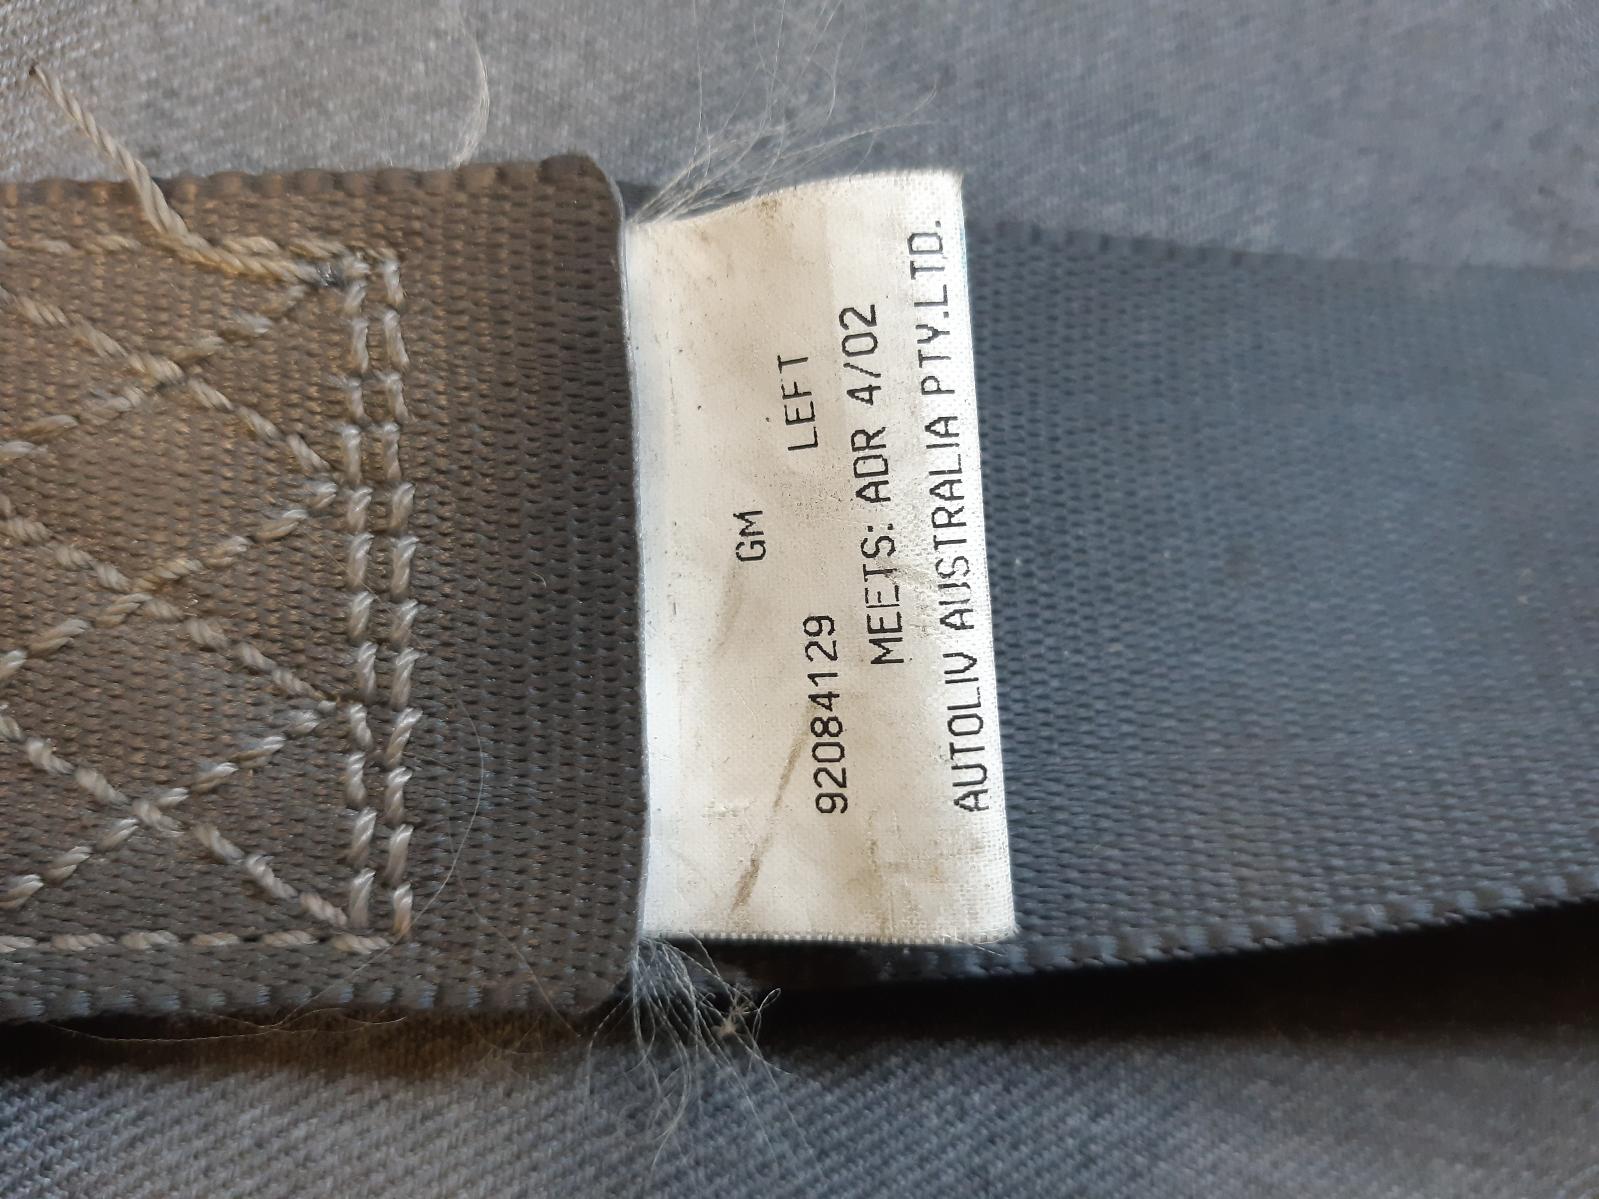 GM
92084129 LEFT
MEETS: ADR 4/02
AUTOLIV AUSTRALIA PTY.LTD.